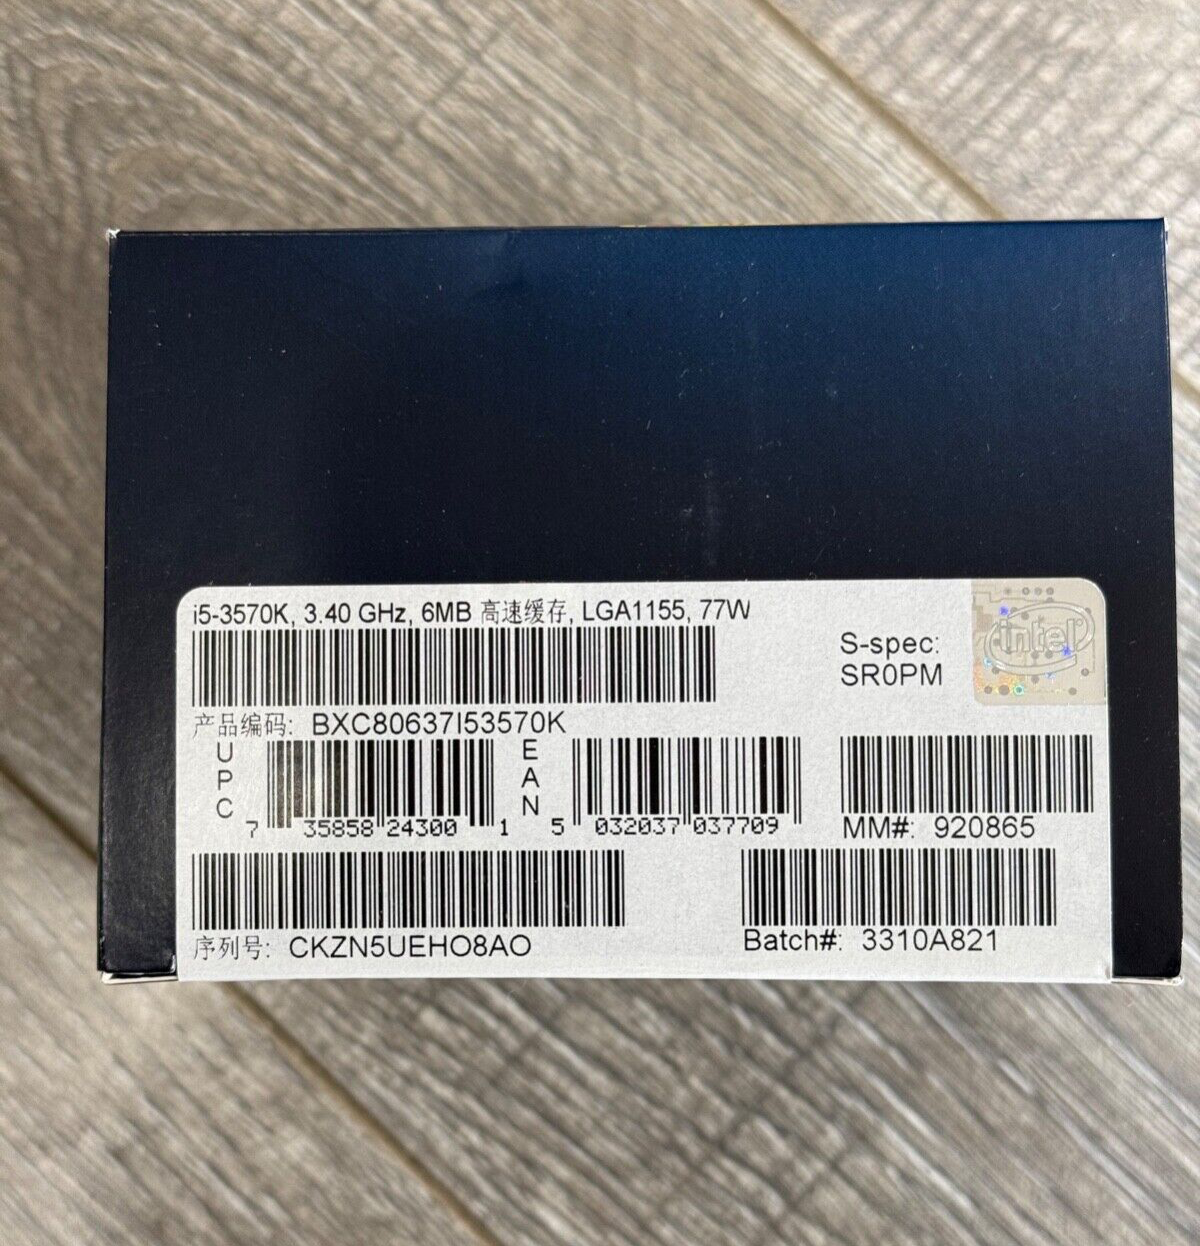 i5-3570K, 3.40 GHz, 6MB 高速缓存, LGA1155, 77W
S-spec:
SR0PM
intel®
产品编码: BXC80637I53570K
UPC
7 35858 24300 1
EAN
5 032037 037709
MM#: 920865
序列号: CKZN5UEHO8AO
Batch#: 3310A821